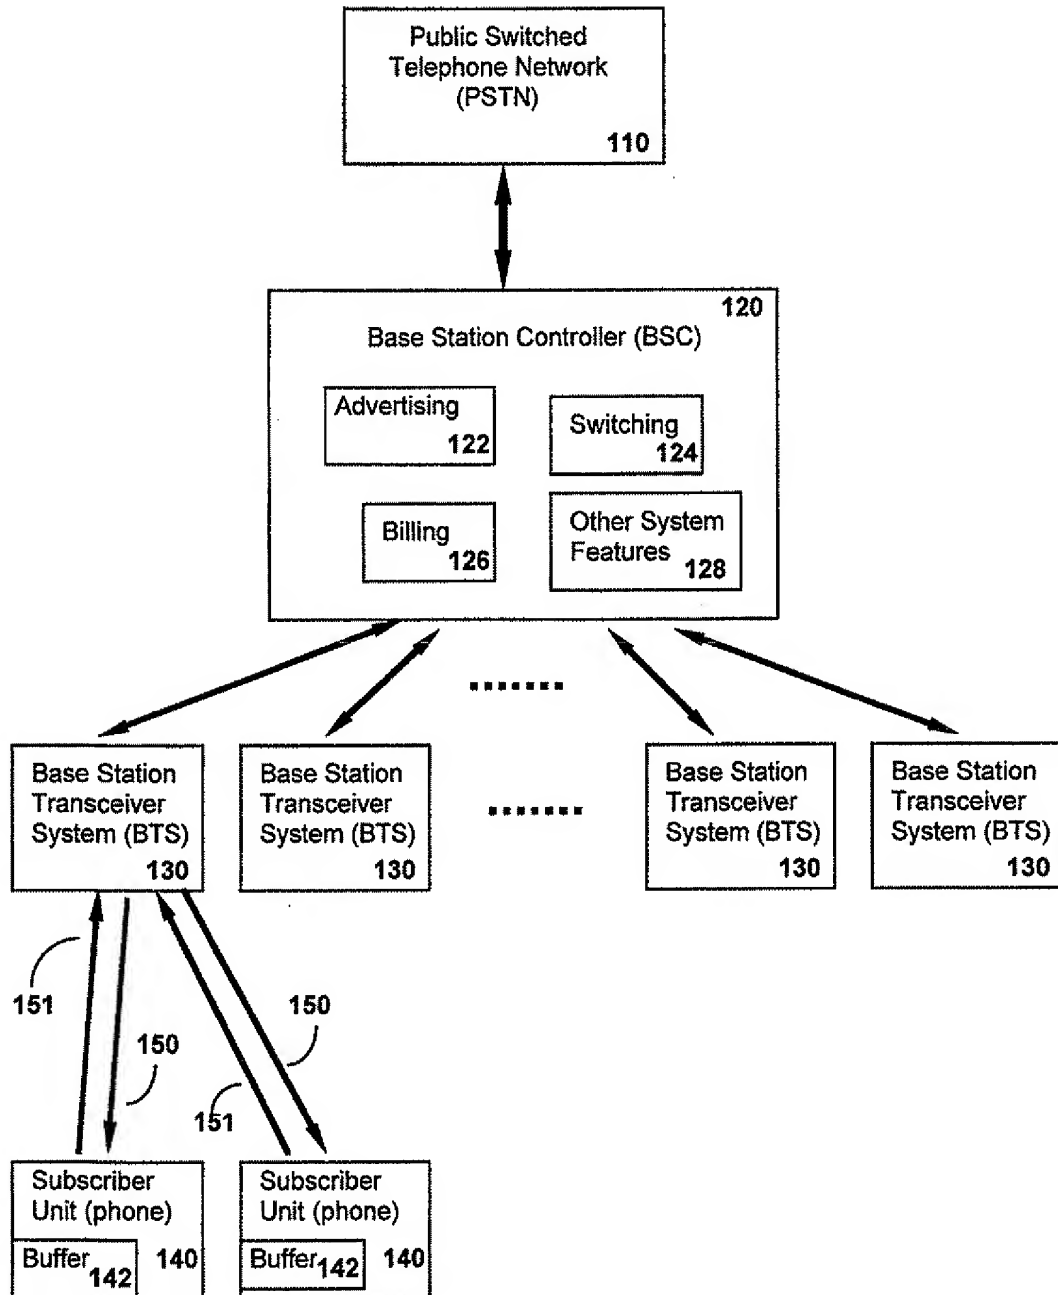 Public Switched
Telephone Network
(PSTN)
110
120
Base Station Controller (BSC)
Advertising
122
Switching
124
Billing
126
Other System
Features
128
Base Station
Transceiver
System (BTS)
130
Base Station
Transceiver
System (BTS)
130
Base Station
Transceiver
System (BTS)
130
Base Station
Transceiver
System (BTS)
130
151
150
150
151
Subscriber
Unit (phone)
Buffer 142
140
Subscriber
Unit (phone)
Buffer 142
140